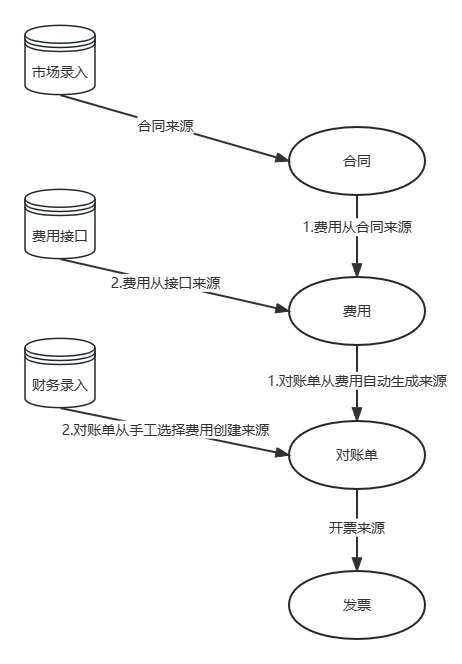 市场录入
合同来源
合同
1.费用从合同来源
费用接口
2.费用从接口来源
费用
财务录入
1.对账单从费用自动生成来源
2.对账单从手工选择费用创建来源
对账单
开票来源
发票